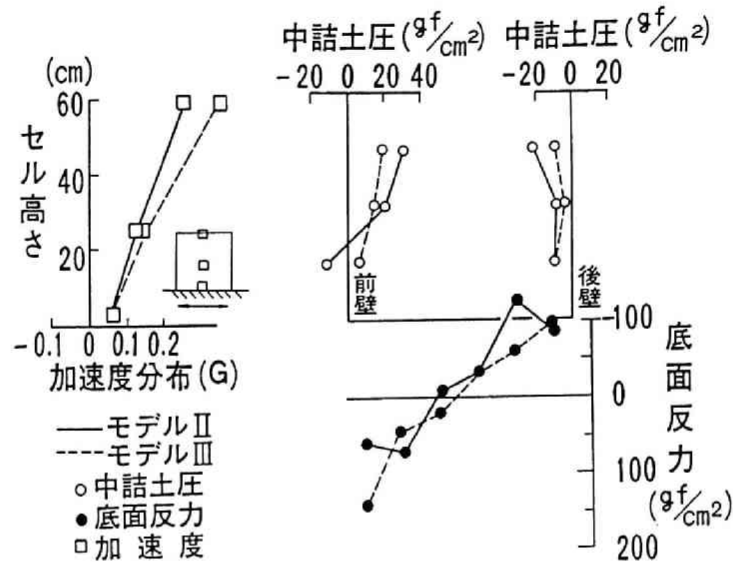 中詰土圧(gf/cm²)
-20 0 20 40
中詰土圧(gf/cm²)
-20 0 20
(cm)
60
40
20
セル高さ
-0.1 0 0.1 0.2
加速度分布(G)
前壁
後壁
-100
0
100
200
底面反力
(gf/cm²)
モデルⅡ
モデルⅢ
中詰土圧
底面反力
加速度